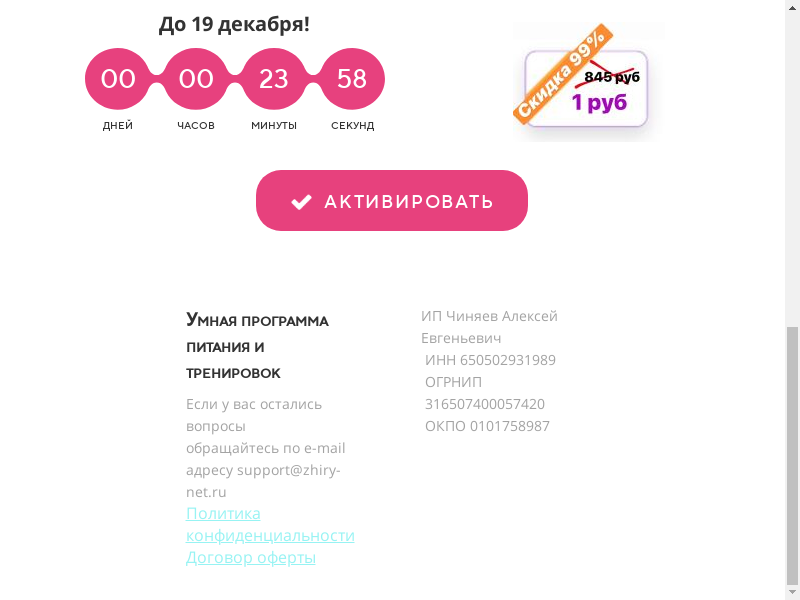 До 19 декабря!
00 00 23 58
ДНЕЙ ЧАСОВ МИНУТЫ СЕКУНД
Скидка 99%
845 руб
1 руб
АКТИВИРОВАТЬ
Умная программа
питания и
тренировок
Если у вас остались
вопросы
обращайтесь по e-mail
адресу support@zhiry-
net.ru
Политика
конфиденциальности
Договор оферты
ИП Чиняев Алексей
Евгеньевич
ИНН 650502931989
ОГРНИП
316507400057420
ОКПО 0101758987